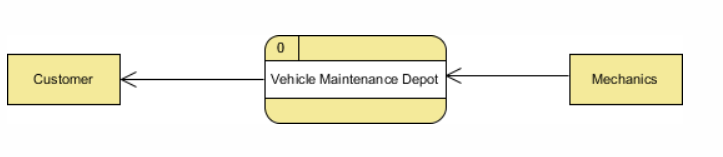 0
Customer
Vehicle Maintenance Depot
Mechanics